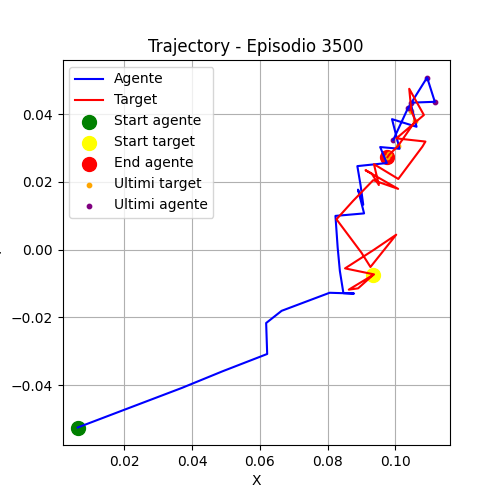 Trajectory - Episodio 3500
Agente
Target
Start agente
Start target
End agente
Ultimi target
Ultimi agente
0.04
0.02
0.00
−0.02
−0.04
0.02
0.04
0.06
0.08
0.10
X